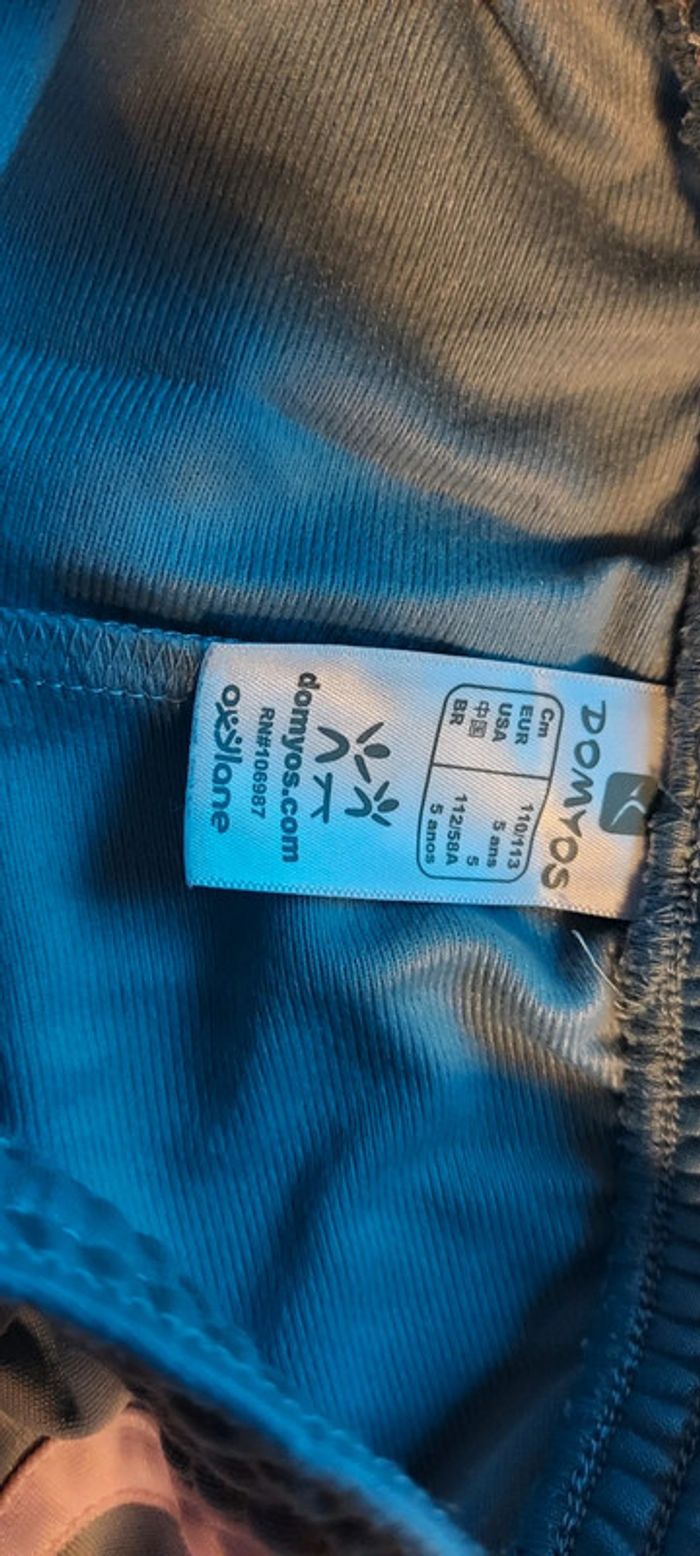 DOMYOS
Cm 110/113
EUR 5 ans
USA 5
中国 112/58A
BR 5 anos
domyos.com
RN#106987
oxylane